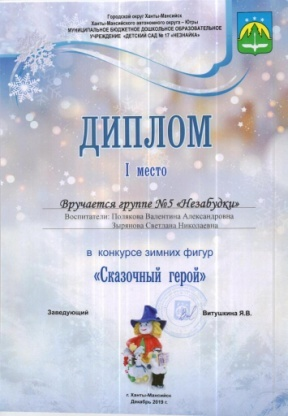 Городской округ Ханты-Мансийск
Ханты-Мансийского автономного округа - Югры
МУНИЦИПАЛЬНОЕ БЮДЖЕТНОЕ ДОШКОЛЬНОЕ ОБРАЗОВАТЕЛЬНОЕ
УЧРЕЖДЕНИЕ «ДЕТСКИЙ САД № 17 «НЕЗНАЙКА»
ДИПЛОМ
I место
Вручается группе №5 «Незабудки»
Воспитатели: Полякова Валентина Александровна
Зырянова Светлана Николаевна
в конкурсе зимних фигур
«Сказочный герой»
Заведующий
Витушкина Я.В.
г. Ханты-Мансийск
Декабрь 2019 г.